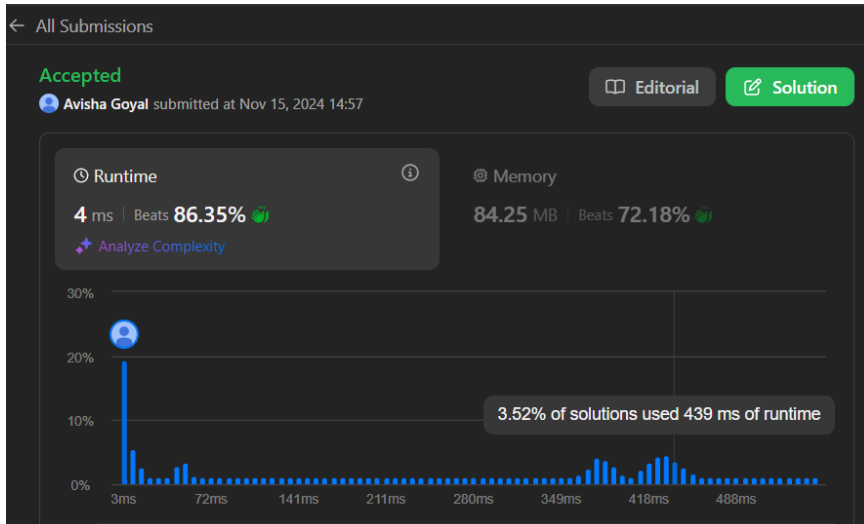 ← All Submissions
Accepted
Avisha Goyal submitted at Nov 15, 2024 14:57
Editorial
Solution
Runtime
4 ms | Beats 86.35%
Analyze Complexity
Memory
84.25 MB | Beats 72.18%
30%
20%
10%
0%
3.52% of solutions used 439 ms of runtime
3ms 72ms 141ms 211ms 280ms 349ms 418ms 488ms